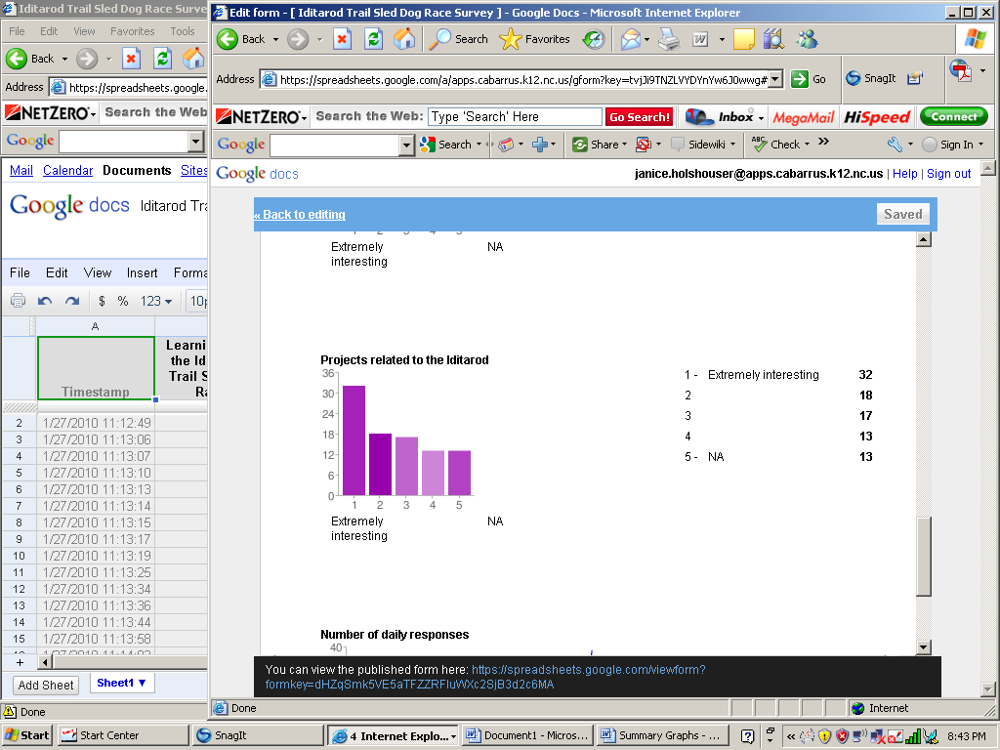 Iditarod Trail Sled Dog Race Surve
File Edit View Favorites Tools
Back
Address https://spreadsheets.google.
NETZERO Search the Web
Google
Mail Calendar Documents Sites
Google docs Iditarod Tra
File Edit View Insert Forma
$ % 123 10p
A
Learni
the Id
Trail S
Timestamp Ra
2 1/27/2010 11:12:49
3 1/27/2010 11:13:06
4 1/27/2010 11:13:07
5 1/27/2010 11:13:10
6 1/27/2010 11:13:13
7 1/27/2010 11:13:14
8 1/27/2010 11:13:15
9 1/27/2010 11:13:17
10 1/27/2010 11:13:19
11 1/27/2010 11:13:25
12 1/27/2010 11:13:34
13 1/27/2010 11:13:36
14 1/27/2010 11:13:44
15 1/27/2010 11:13:58
+
Add Sheet Sheet1 ▼
Done
Edit form - [ Iditarod Trail Sled Dog Race Survey ] - Google Docs - Microsoft Internet Explorer
Back Search Favorites
Address https://spreadsheets.google.com/a/apps.cabarrus.k12.nc.us/gform?key=tvjJi9TNZLVYDYnYw6J0wwg# Go SnagIt
NETZERO Search the Web: Type 'Search' Here Go Search! Inbox MegaMail HiSpeed Connect
Google Search Share Sidewiki Check » Sign In
Google docs janice.holshouser@apps.cabarrus.k12.nc.us | Help | Sign out
« Back to editing Saved
Extremely NA
interesting
Projects related to the Iditarod
36
30
24
18
12
6
0
1 2 3 4 5
Extremely NA
interesting
1 - Extremely interesting 32
2 18
3 17
4 13
5 - NA 13
Number of daily responses
40
You can view the published form here: https://spreadsheets.google.com/viewform?
formkey=dHZqSmk5VE5aTFZZRFluWXc2SjB3d2c6MA
Done Internet
Start Start Center SnagIt 4 Internet Explo... Document1 - Micros... Summary Graphs - ... « 8:43 PM